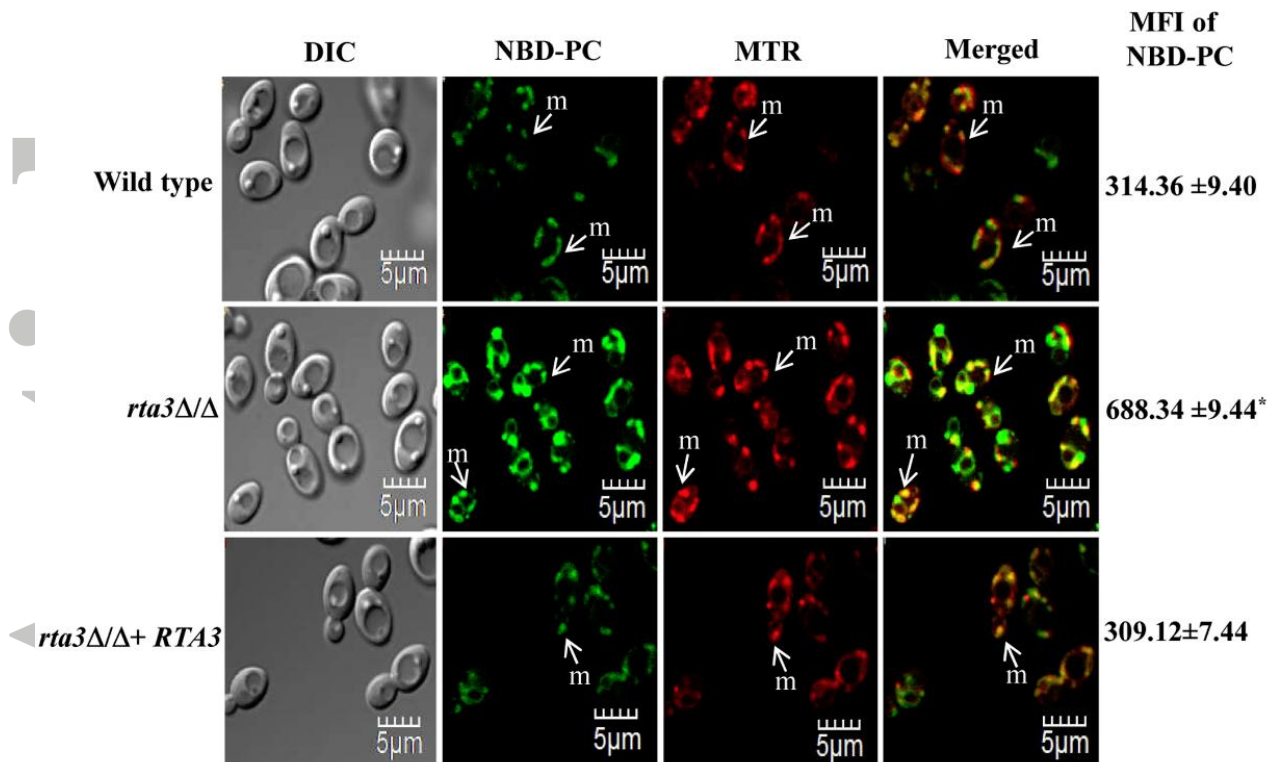 DIC NBD-PC MTR Merged MFI of
NBD-PC
m m m
Wild type 314.36 ±9.40
m m m
5µm 5µm 5µm 5µm
m m m
rta3Δ/Δ 688.34 ±9.44*
m m m
5µm 5µm 5µm 5µm
rta3Δ/Δ+ RTA3 309.12±7.44
m m m
5µm 5µm 5µm 5µm